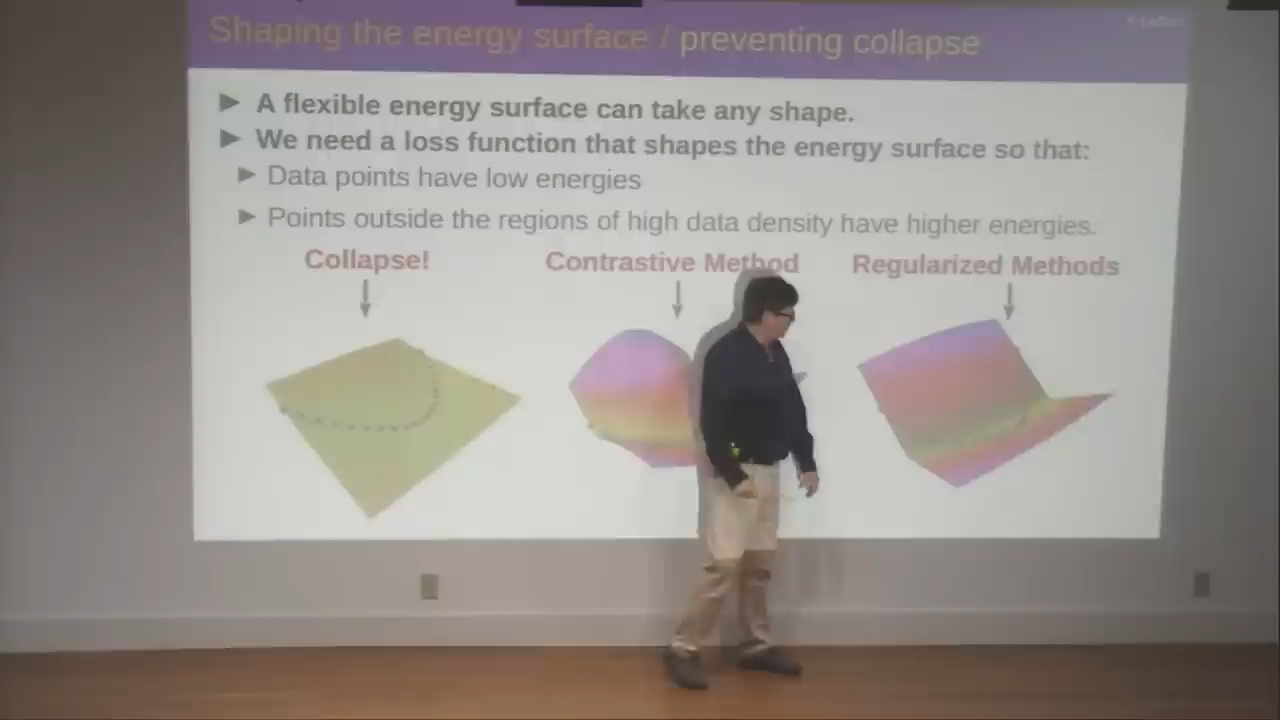 Shaping the energy surface / preventing collapse
Y. LeCun
► A flexible energy surface can take any shape.
► We need a loss function that shapes the energy surface so that:
► Data points have low energies
► Points outside the regions of high data density have higher energies.
Collapse!
Contrastive Method
Regularized Methods